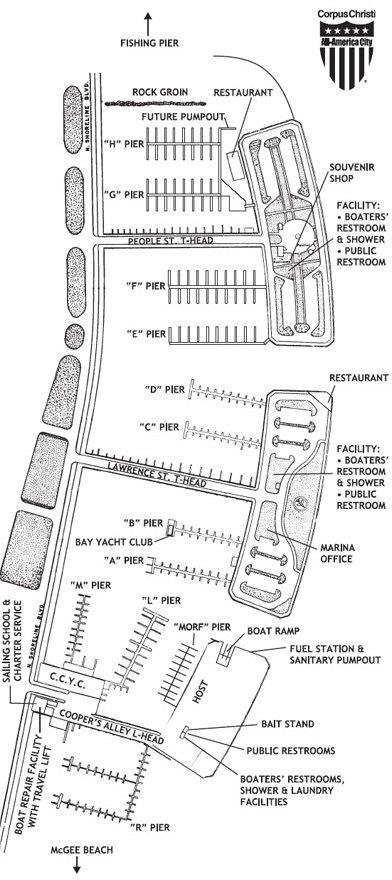 Corpus Christi
All-America City
FISHING PIER
N. SHORELINE BLVD.
ROCK GROIN
RESTAURANT
FUTURE PUMPOUT
"H" PIER
"G" PIER
SOUVENIR
SHOP
FACILITY:
• BOATERS'
RESTROOM
& SHOWER
• PUBLIC
RESTROOM
PEOPLE ST. T-HEAD
"F" PIER
"E" PIER
"D" PIER
RESTAURANT
"C" PIER
FACILITY:
• BOATERS'
RESTROOM
& SHOWER
• PUBLIC
RESTROOM
LAWRENCE ST. T-HEAD
"B" PIER
BAY YACHT CLUB
"A" PIER
MARINA
OFFICE
"M" PIER
"L" PIER
"MORF" PIER
BOAT RAMP
FUEL STATION &
SANITARY PUMPOUT
SAILING SCHOOL &
CHARTER SERVICE
N. SHORELINE BLVD
C.C.Y.C.
HOST
COOPER'S ALLEY L-HEAD
BAIT STAND
PUBLIC RESTROOMS
BOATERS' RESTROOMS,
SHOWER & LAUNDRY
FACILITIES
BOAT REPAIR FACILITY
WITH TRAVEL LIFT
"R" PIER
McGEE BEACH